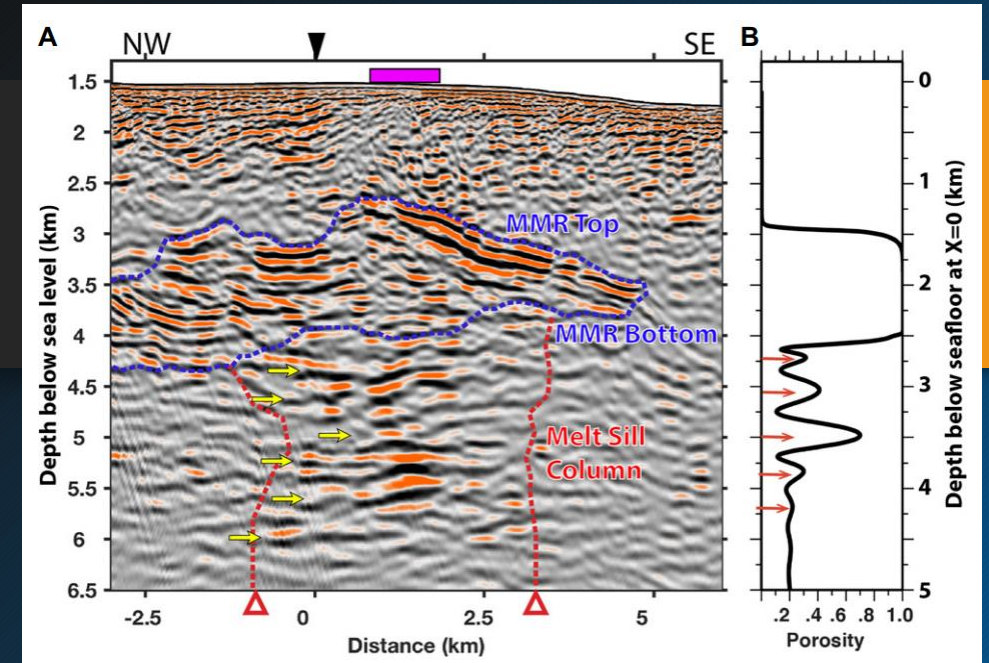 A
NW
SE
B
1.5
2
2.5
3
3.5
4
4.5
5
5.5
6
6.5
Depth below sea level (km)
MMR Top
MMR Bottom
Melt Sill
Column
-2.5
0
2.5
5
Distance (km)
0
1
2
3
4
5
Depth below seafloor at X=0 (km)
.2 .4 .6 .8 1.0
Porosity